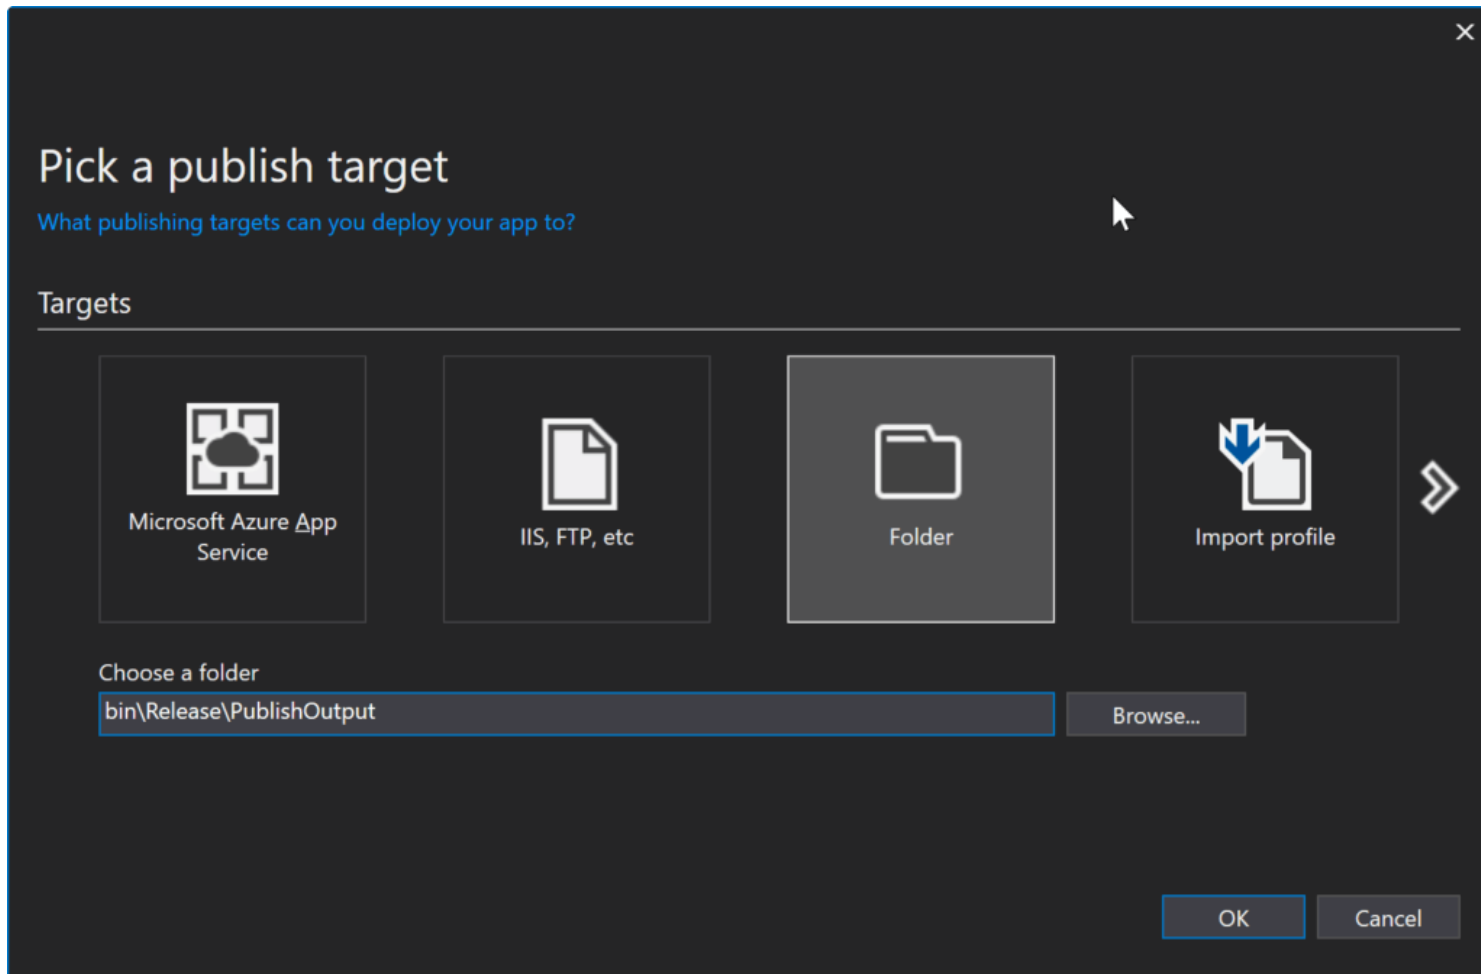 Pick a publish target
What publishing targets can you deploy your app to?
Targets
Microsoft Azure App
Service
IIS, FTP, etc
Folder
Import profile
Choose a folder
bin\Release\PublishOutput
Browse...
OK
Cancel